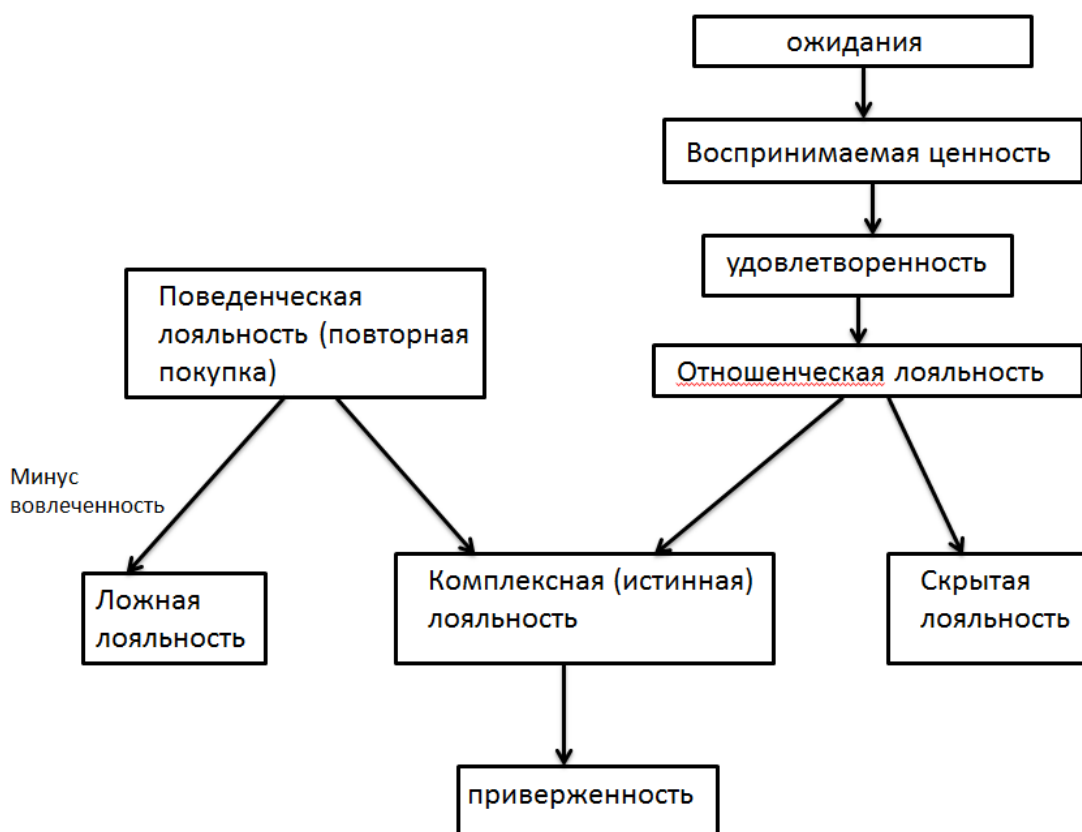 ожидания
Воспринимаемая ценность
удовлетворенность
Поведенческая
лояльность (повторная
покупка)
Отношенческая лояльность
Минус
вовлеченность
Ложная
лояльность
Комплексная (истинная)
лояльность
Скрытая
лояльность
приверженность